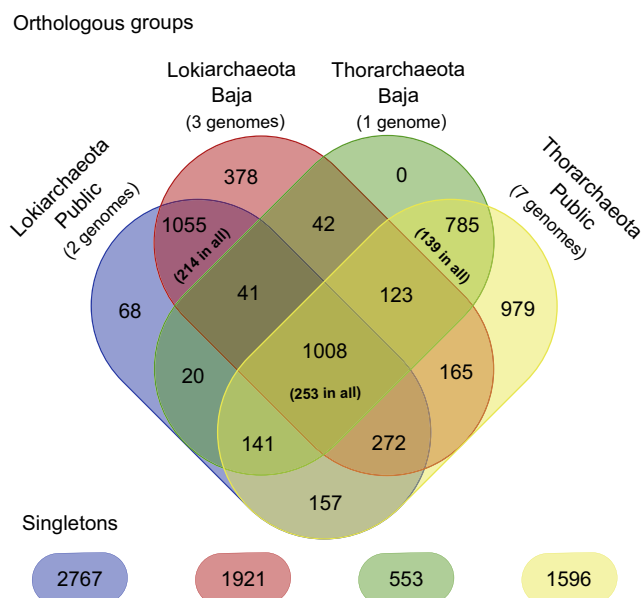 Orthologous groups
Lokiarchaeota
Baja
(3 genomes)
Thorarchaeota
Baja
(1 genome)
Lokiarchaeota
Public
(2 genomes)
Thorarchaeota
Public
(7 genomes)
378
0
1055
(214 in all)
42
785
(139 in all)
68
41
123
979
1008
(253 in all)
20
165
141
272
157
Singletons
2767
1921
553
1596